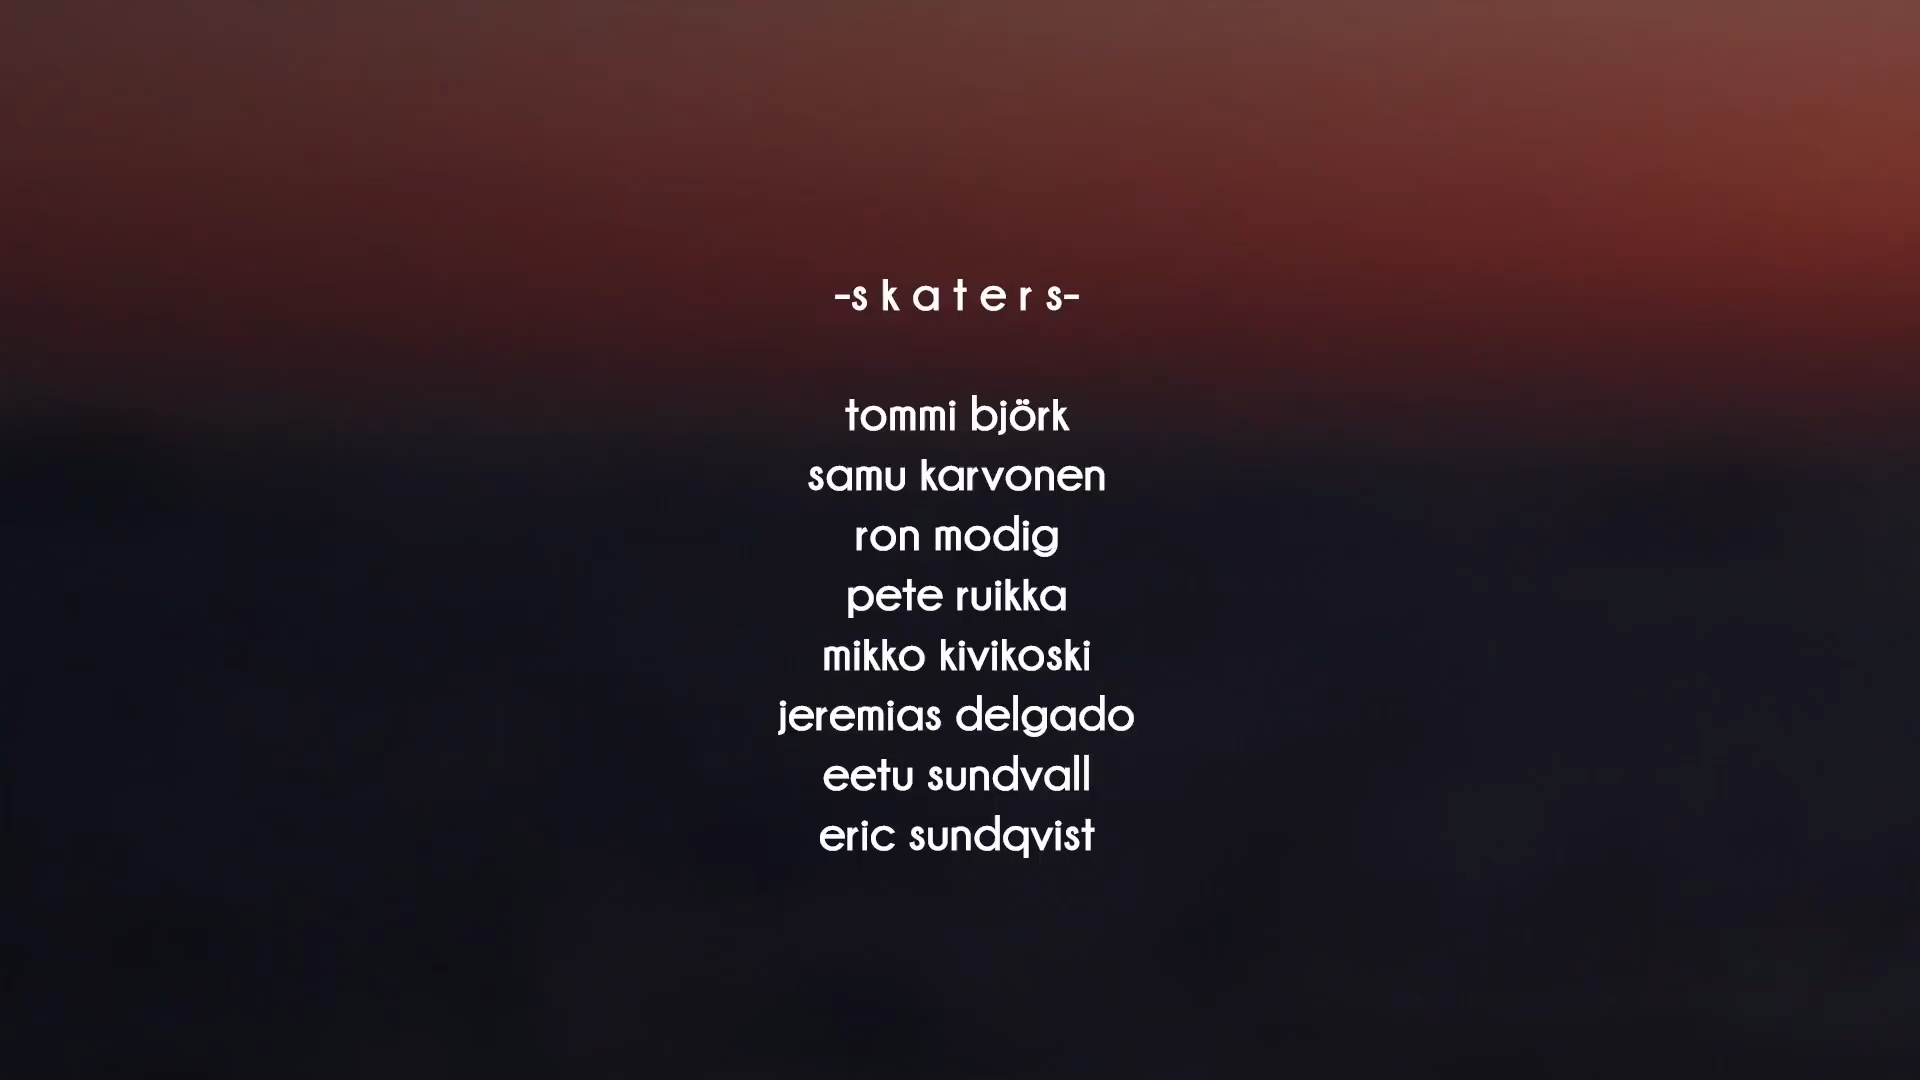 -s k a t e r s-
tommi björk
samu karvonen
ron modig
pete ruikka
mikko kivikoski
jeremias delgado
eetu sundvall
eric sundqvist